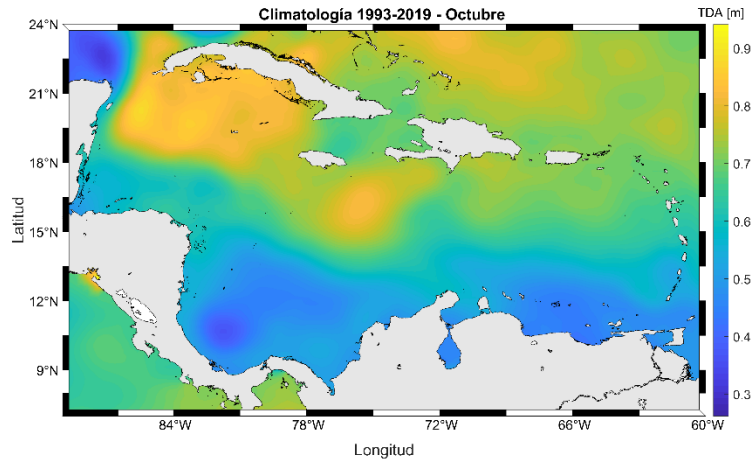 Climatología 1993-2019 - Octubre
TDA [m]
24°N
21°N
18°N
15°N
12°N
9°N
Latitud
84°W
78°W
72°W
66°W
60°W
Longitud
0.9
0.8
0.7
0.6
0.5
0.4
0.3